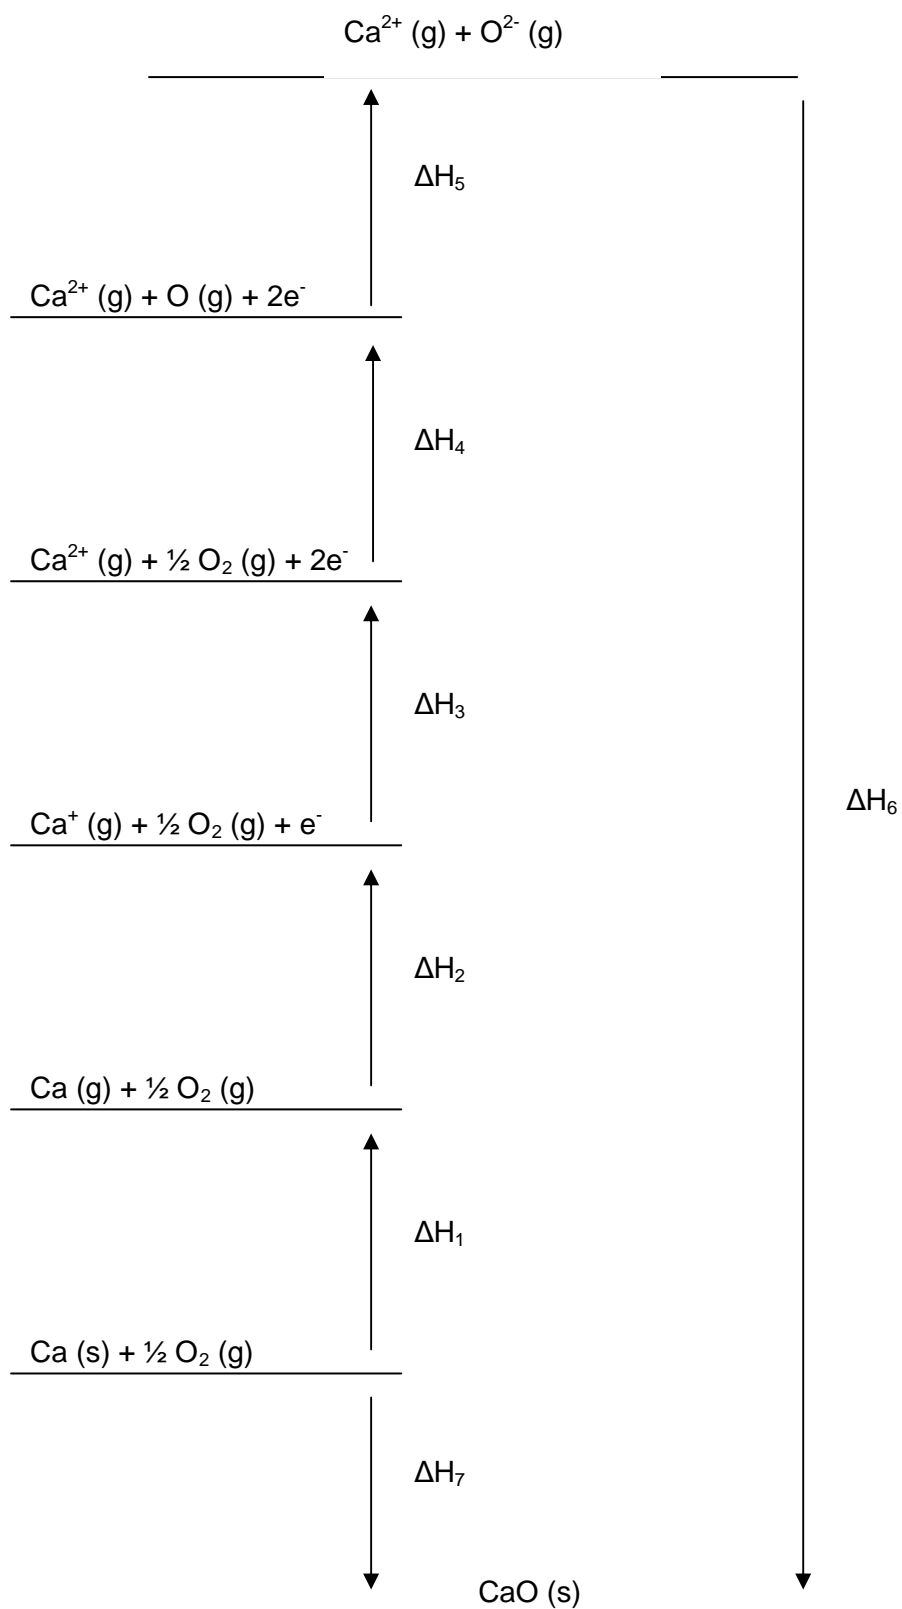 Ca²⁺ (g) + O²⁻ (g)
ΔH₅
Ca²⁺ (g) + O (g) + 2e⁻
ΔH₄
Ca²⁺ (g) + ½ O₂ (g) + 2e⁻
ΔH₃
ΔH₆
Ca⁺ (g) + ½ O₂ (g) + e⁻
ΔH₂
Ca (g) + ½ O₂ (g)
ΔH₁
Ca (s) + ½ O₂ (g)
ΔH₇
CaO (s)